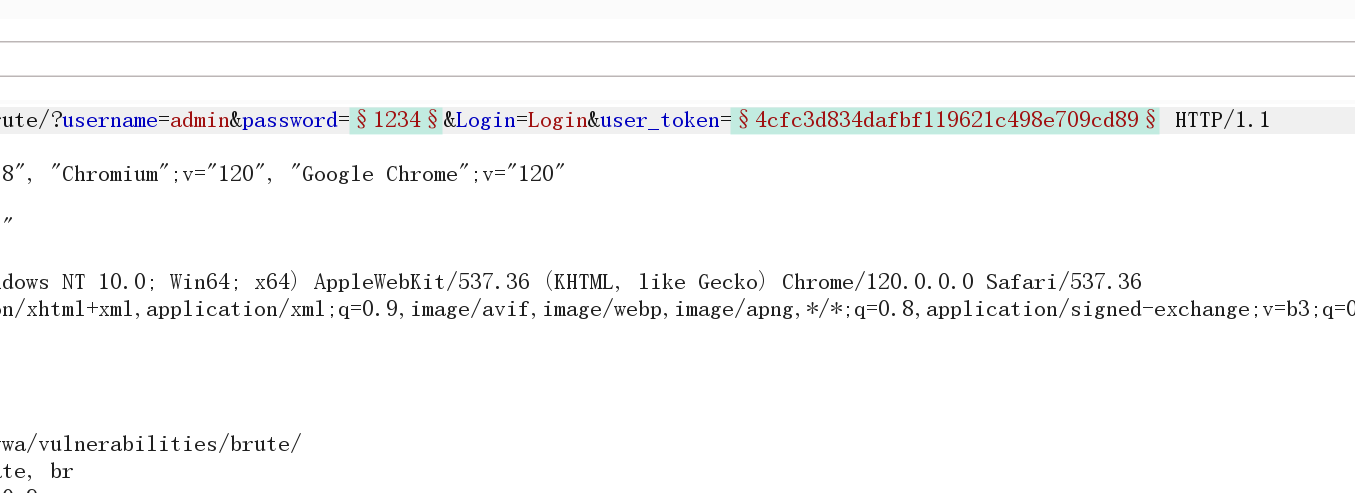 rute/?username=admin&password=§1234§&Login=Login&user_token=§4cfc3d834dafbf119621c498e709cd89§ HTTP/1.1
8", "Chromium";v="120", "Google Chrome";v="120"
"
dows NT 10.0; Win64; x64) AppleWebKit/537.36 (KHTML, like Gecko) Chrome/120.0.0.0 Safari/537.36
on/xhtml+xml,application/xml;q=0.9,image/avif,image/webp,image/apng,*/*;q=0.8,application/signed-exchange;v=b3;q=0
wa/vulnerabilities/brute/
te, br